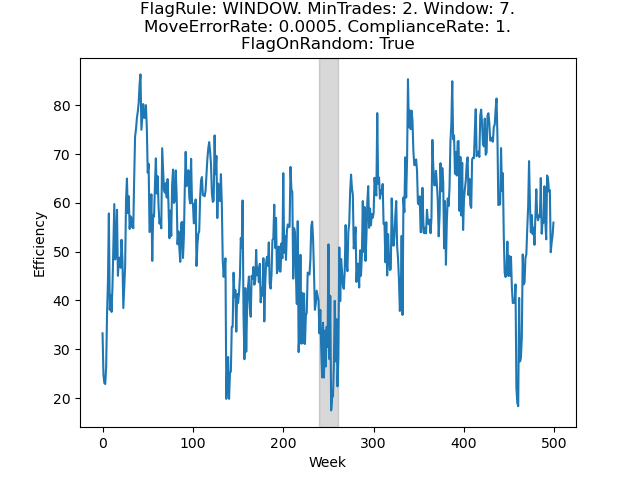 FlagRule: WINDOW. MinTrades: 2. Window: 7.
MoveErrorRate: 0.0005. ComplianceRate: 1.
FlagOnRandom: True
80
70
60
50
40
30
20
Efficiency
0 100 200 300 400 500
Week